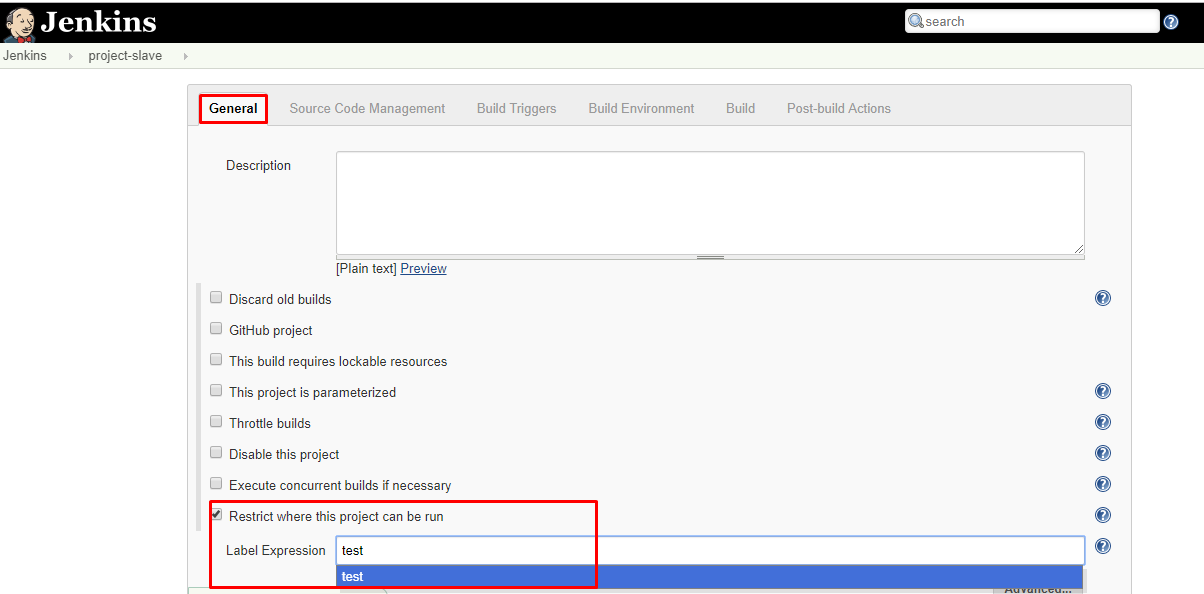 Jenkins
search
Jenkins project-slave
General Source Code Management Build Triggers Build Environment Build Post-build Actions
Description
[Plain text] Preview
Discard old builds
GitHub project
This build requires lockable resources
This project is parameterized
Throttle builds
Disable this project
Execute concurrent builds if necessary
Restrict where this project can be run
Label Expression test
test
Advanced...